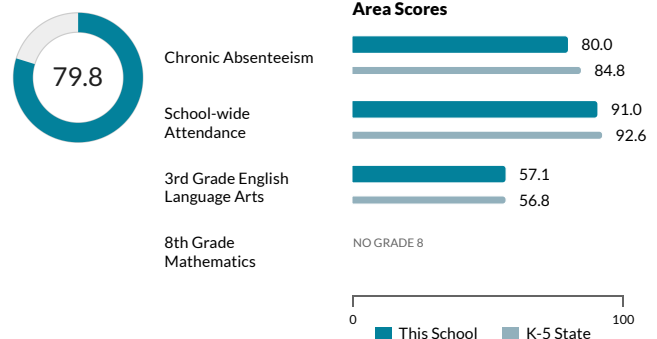 Area Scores
79.8
Chronic Absenteeism
80.0
84.8
School-wide
Attendance
91.0
92.6
3rd Grade English
Language Arts
57.1
56.8
8th Grade
Mathematics
NO GRADE 8
0
100
This School
K-5 State